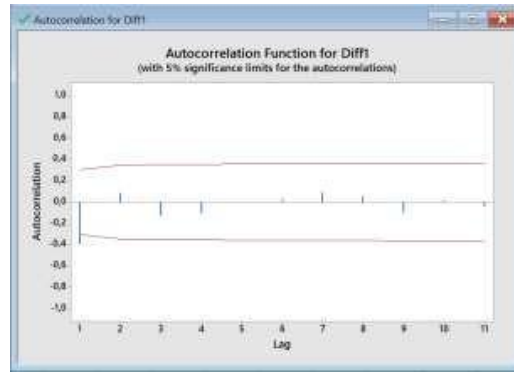 Autocorrelation for Diff1
Autocorrelation Function for Diff1
(with 5% significance limits for the autocorrelations)
1,0
0,8
0,6
0,4
0,2
0,0
-0,2
-0,4
-0,6
-0,8
-1,0
Autocorrelation
1 2 3 4 5 6 7 8 9 10 11
Lag